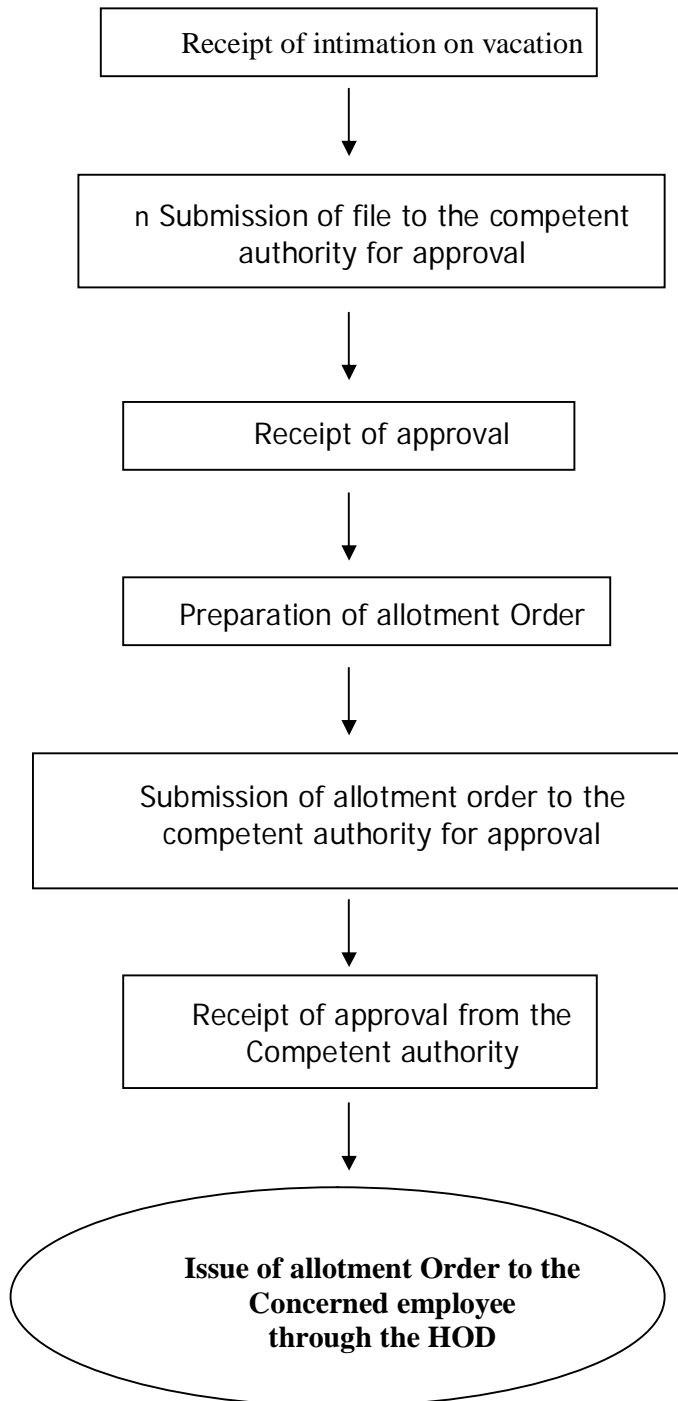 Receipt of intimation on vacation
n Submission of file to the competent
authority for approval
Receipt of approval
Preparation of allotment Order
Submission of allotment order to the
competent authority for approval
Receipt of approval from the
Competent authority
Issue of allotment Order to the
Concerned employee
through the HOD